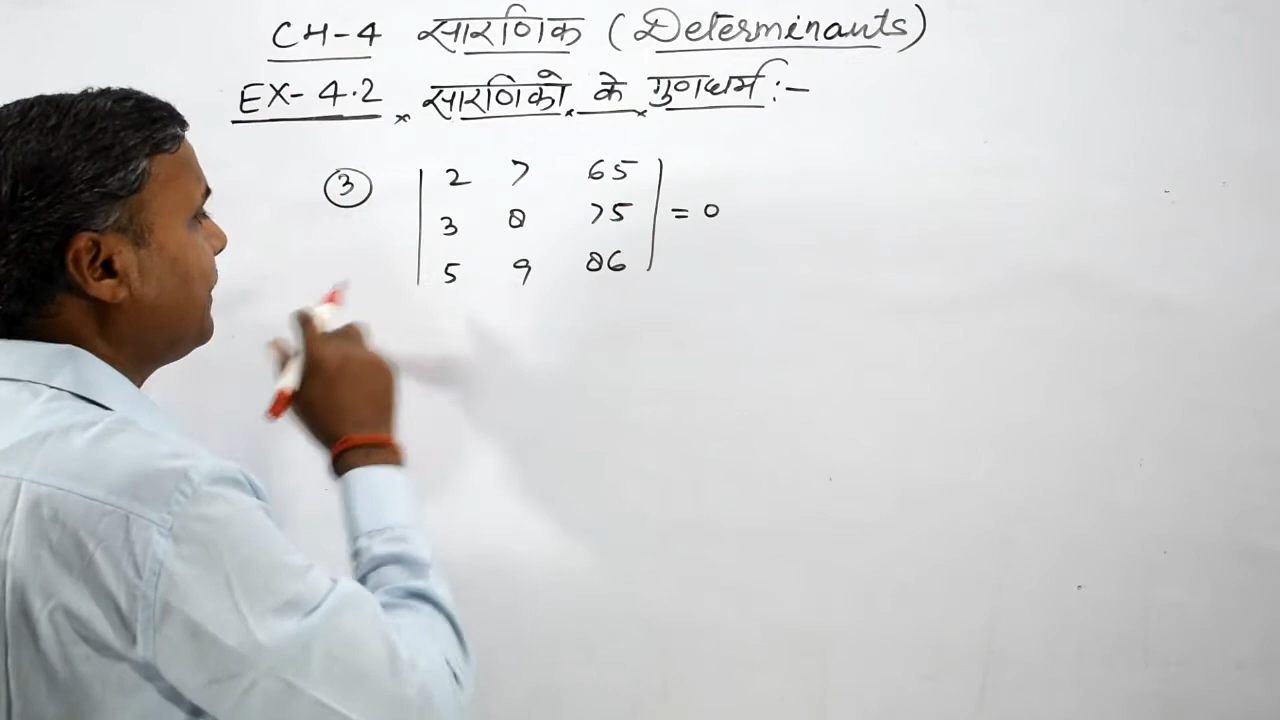 CH-4 सारणिक (Determinants)
EX-4.2 सारणिको के गुणधर्म :-
③ | 2 7 65 |
| 3 8 75 | = 0
| 5 9 86 |